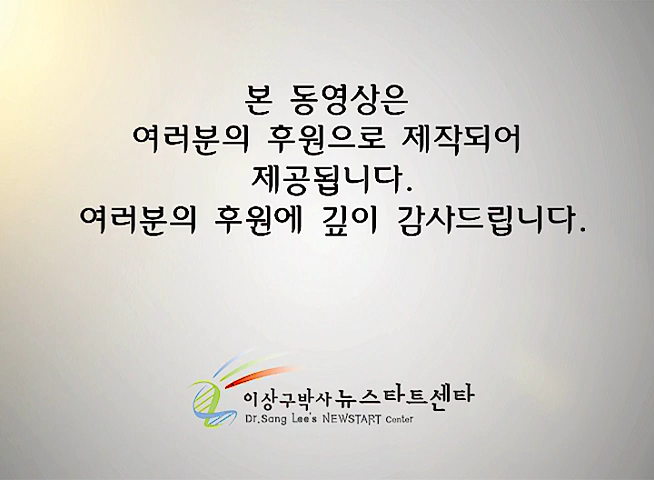 본 동영상은
여러분의 후원으로 제작되어
제공됩니다.
여러분의 후원에 깊이 감사드립니다.
이상구박사 뉴스타트센타
Dr.Sang Lee's NEWSTART Center